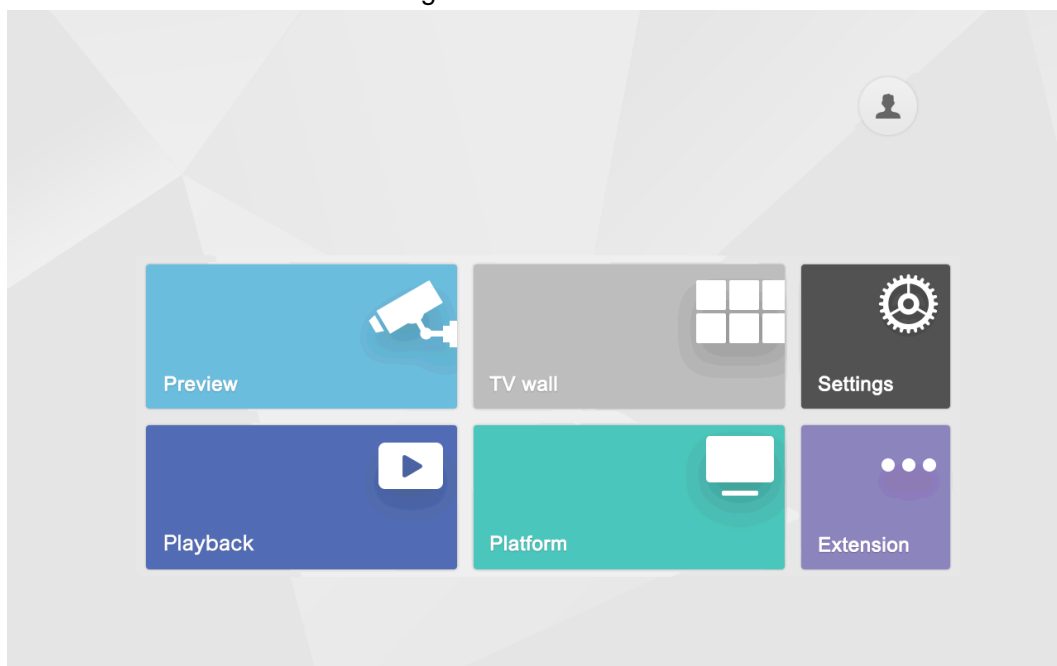 Preview
TV wall
Settings
Playback
Platform
Extension